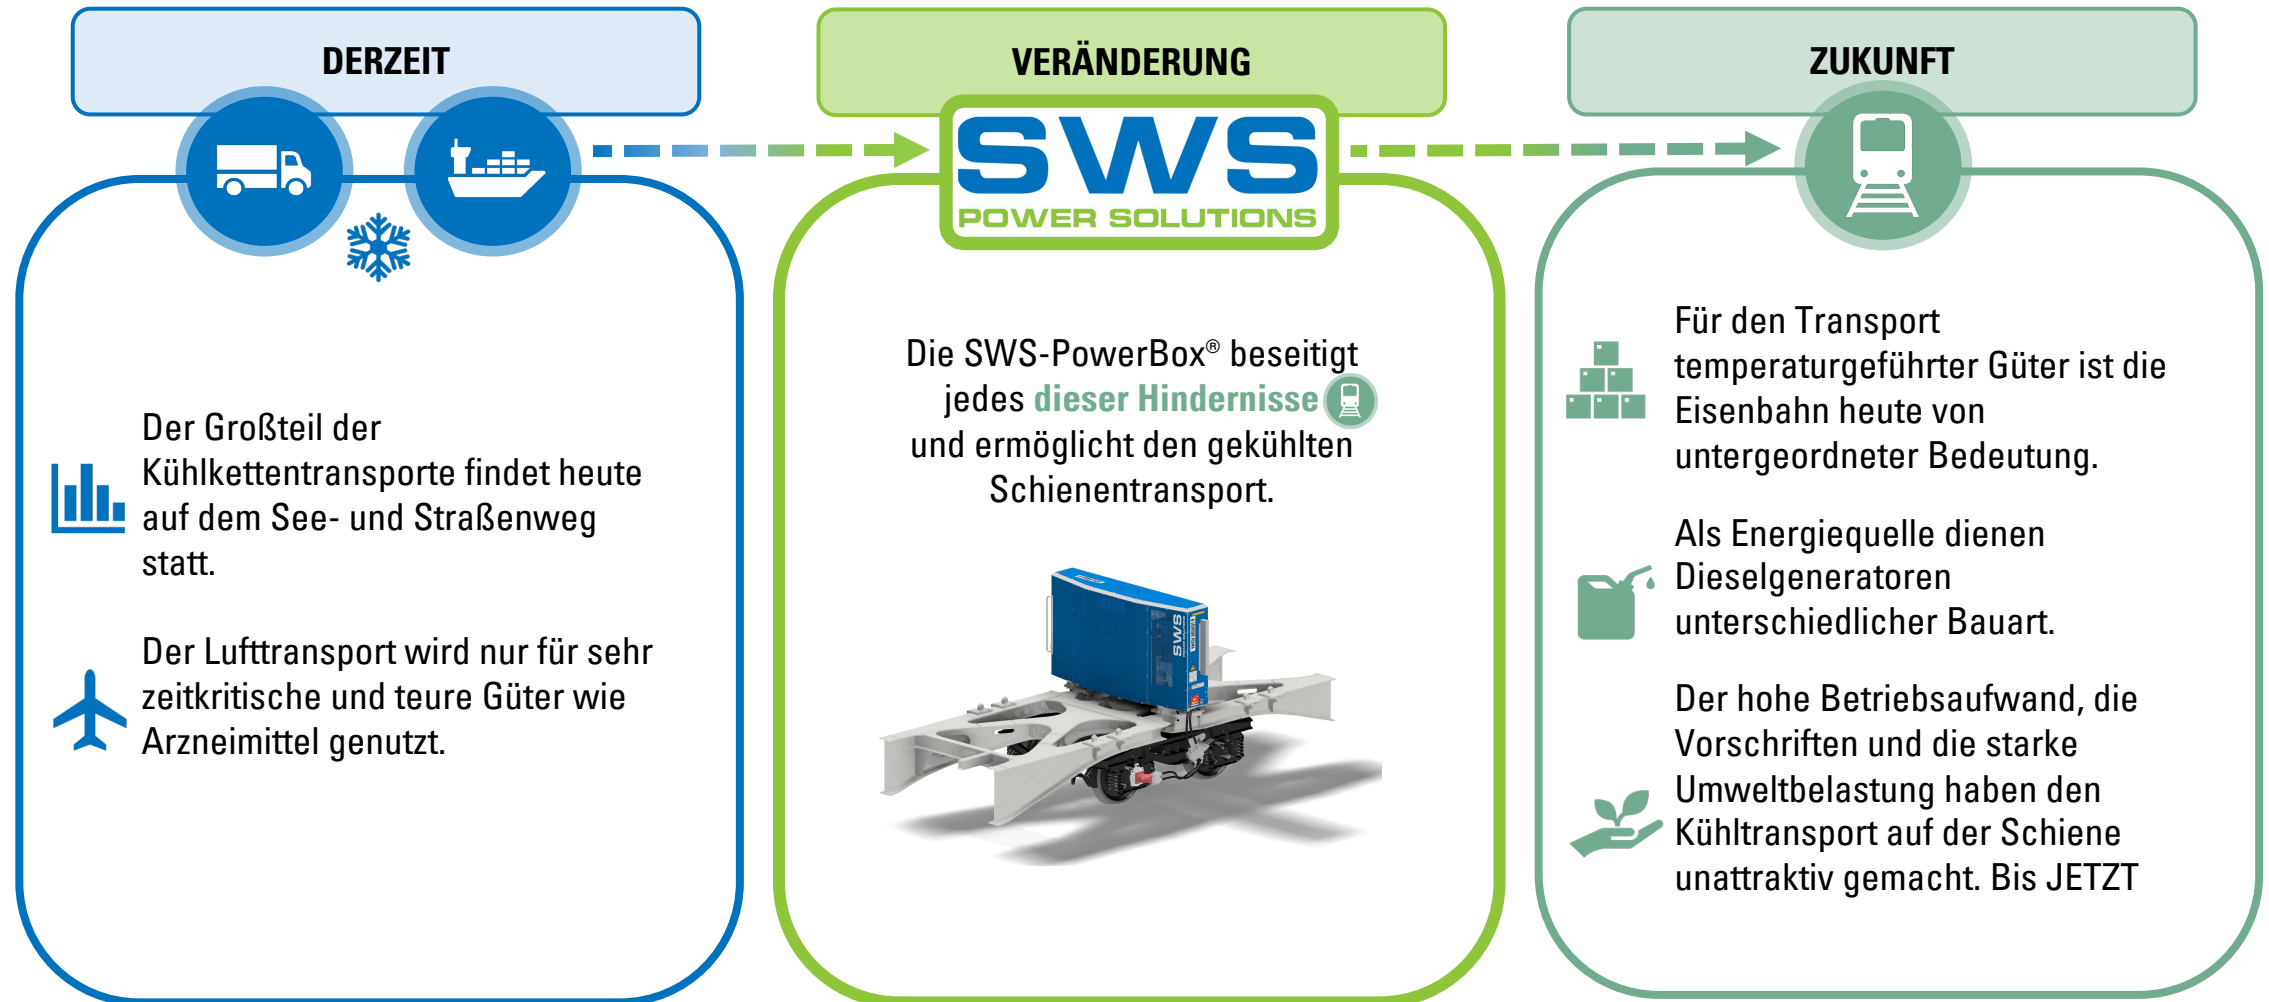 DERZEIT
Der Großteil der
Kühlkettentransporte findet heute
auf dem See- und Straßenweg
statt.
Der Lufttransport wird nur für sehr
zeitkritische und teure Güter wie
Arzneimittel genutzt.
VERÄNDERUNG
SWS
POWER SOLUTIONS
Die SWS-PowerBox® beseitigt
jedes dieser Hindernisse
und ermöglicht den gekühlten
Schienentransport.
SWS
ZUKUNFT
Für den Transport
temperaturgeführter Güter ist die
Eisenbahn heute von
untergeordneter Bedeutung.
Als Energiequelle dienen
Dieselgeneratoren
unterschiedlicher Bauart.
Der hohe Betriebsaufwand, die
Vorschriften und die starke
Umweltbelastung haben den
Kühltransport auf der Schiene
unattraktiv gemacht. Bis JETZT